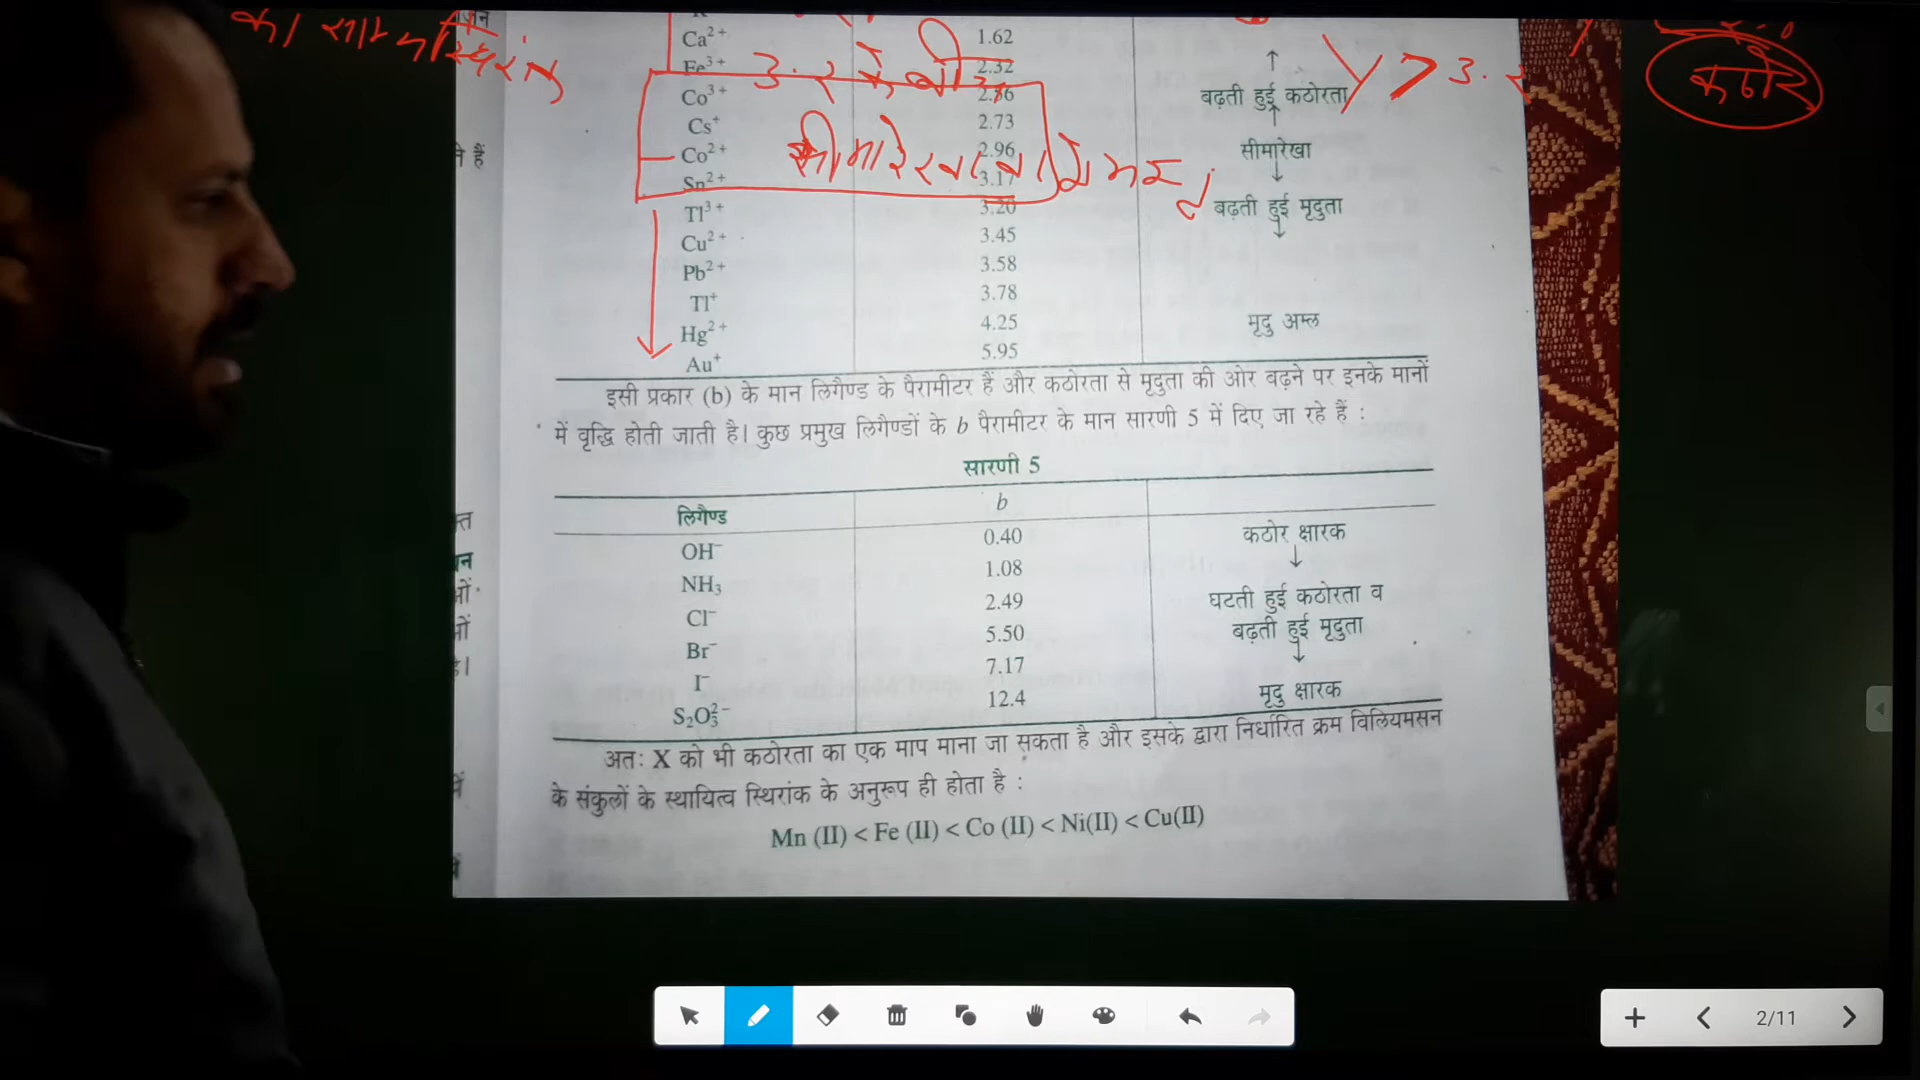 का साम्य स्थिरांक
Ca²⁺ 1.62
Fe³⁺ 2.32
3.2 के बीच
Y > 3.2
कठोर
Co³⁺ 2.56 बढ़ती हुई कठोरता
Cs⁺ 2.73
ते हैं
Co²⁺ 2.96 सीमारेखा
सीमारेखा
Sn²⁺ 3.17
Tl³⁺ 3.20 बढ़ती हुई मृदुता
Cu²⁺ 3.45
Pb²⁺ 3.58
Tl⁺ 3.78
Hg²⁺ 4.25 मृदु अम्ल
Au⁺ 5.95
इसी प्रकार (b) के मान लिगैण्ड के पैरामीटर हैं और कठोरता से मृदुता की ओर बढ़ने पर इनके मानों
में वृद्धि होती जाती है। कुछ प्रमुख लिगैण्डों के b पैरामीटर के मान सारणी 5 में दिए जा रहे हैं :
सारणी 5
लिगैण्ड b
OH⁻ 0.40 कठोर क्षारक
NH₃ 1.08
Cl⁻ 2.49 घटती हुई कठोरता व
Br⁻ 5.50 बढ़ती हुई मृदुता
I⁻ 7.17
S₂O₃²⁻ 12.4 मृदु क्षारक
अतः X को भी कठोरता का एक माप माना जा सकता है और इसके द्वारा निर्धारित क्रम विलियमसन
के संकुलों के स्थायित्व स्थिरांक के अनुरूप ही होता है :
Mn (II) < Fe (II) < Co (II) < Ni(II) < Cu(II)
2/11